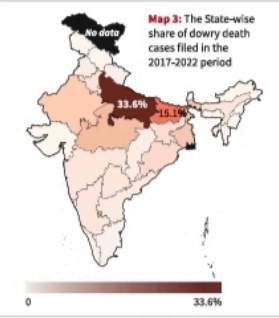 Map 3: The State-wise
share of dowry death
cases filed in the
2017-2022 period
No data
33.6%
15.1%
0
33.6%